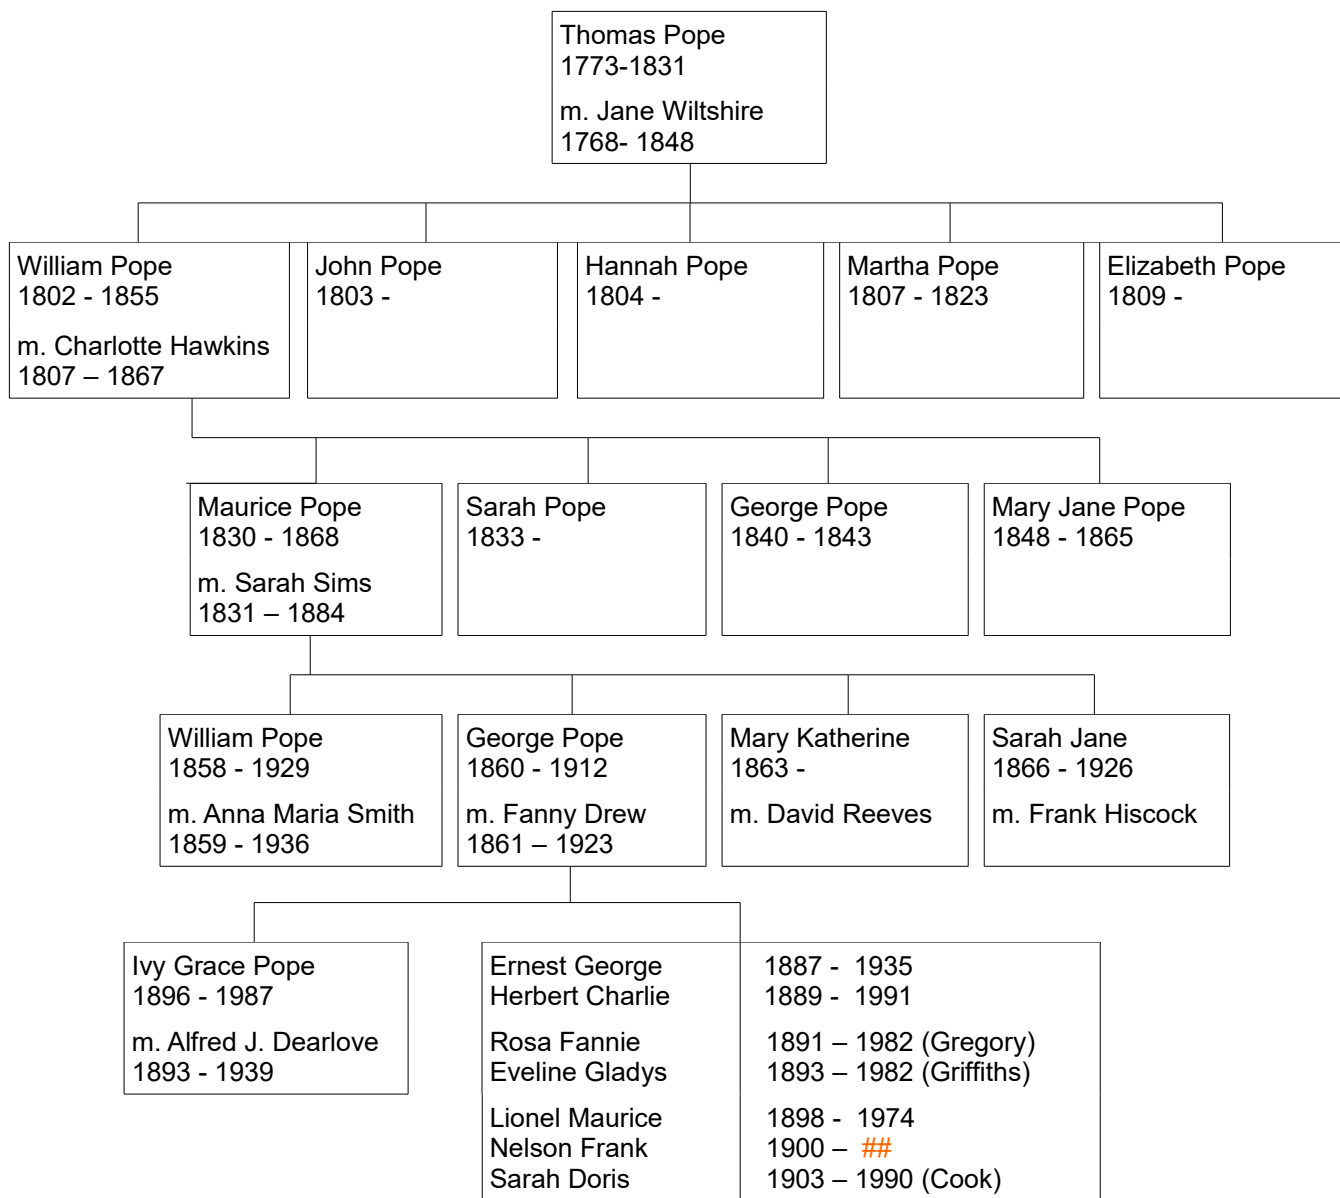 Thomas Pope
1773-1831
m. Jane Wiltshire
1768- 1848
William Pope
1802 - 1855
m. Charlotte Hawkins
1807 – 1867
John Pope
1803 -
Hannah Pope
1804 -
Martha Pope
1807 - 1823
Elizabeth Pope
1809 -
Maurice Pope
1830 - 1868
m. Sarah Sims
1831 – 1884
Sarah Pope
1833 -
George Pope
1840 - 1843
Mary Jane Pope
1848 - 1865
William Pope
1858 - 1929
m. Anna Maria Smith
1859 - 1936
George Pope
1860 - 1912
m. Fanny Drew
1861 – 1923
Mary Katherine
1863 -
m. David Reeves
Sarah Jane
1866 - 1926
m. Frank Hiscock
Ivy Grace Pope
1896 - 1987
m. Alfred J. Dearlove
1893 - 1939
Ernest George 1887 - 1935
Herbert Charlie 1889 - 1991
Rosa Fannie 1891 – 1982 (Gregory)
Eveline Gladys 1893 – 1982 (Griffiths)
Lionel Maurice 1898 - 1974
Nelson Frank 1900 – ##
Sarah Doris 1903 – 1990 (Cook)